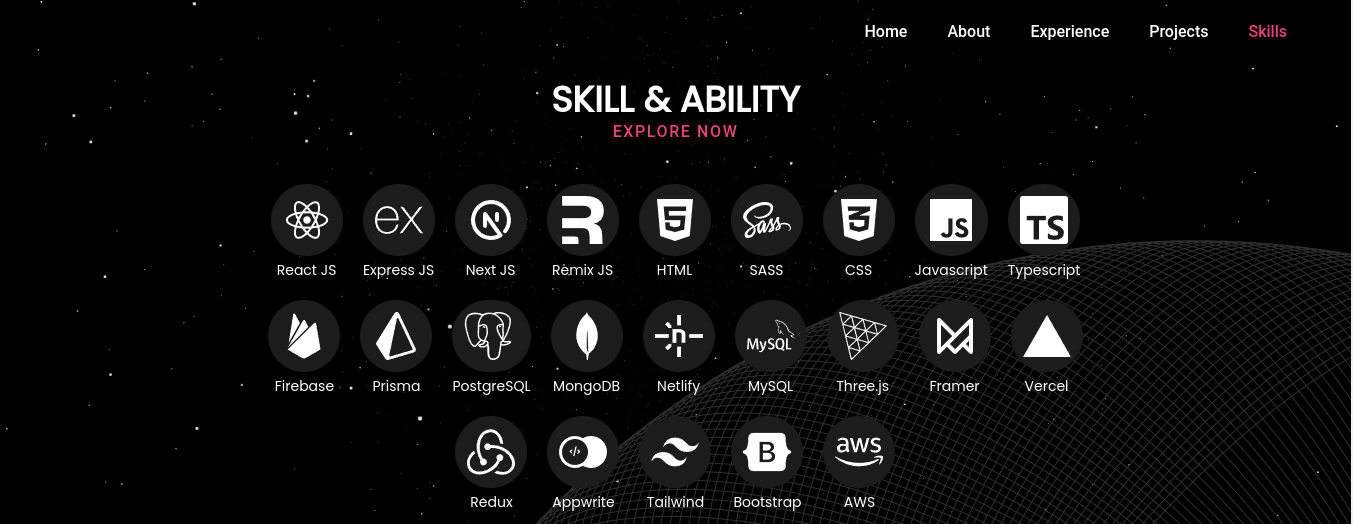 Home About Experience Projects Skills
SKILL & ABILITY
EXPLORE NOW
ex N R 5 Sass 3 JS TS
React JS Express JS Next JS Remix JS HTML SASS CSS Javascript Typescript
n MySQL
Firebase Prisma PostgreSQL MongoDB Netlify MySQL Three.js Framer Vercel
</> B aws
Redux Appwrite Tailwind Bootstrap AWS